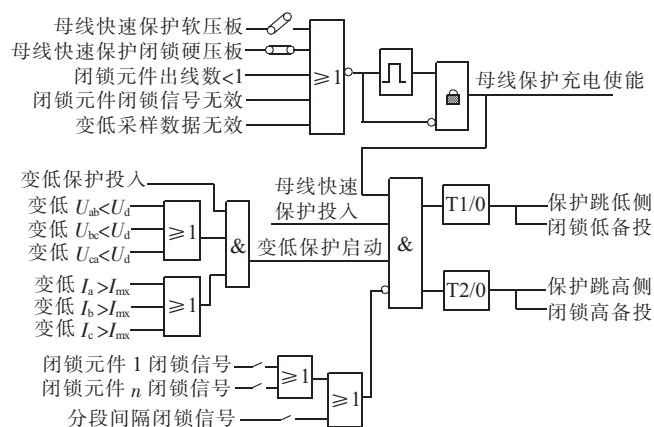 母线快速保护软压板
母线快速保护闭锁硬压板
闭锁元件出线数<1
闭锁元件闭锁信号无效
变低采样数据无效
≥1
母线保护充电使能
变低保护投入
变低 Uab<Ud
变低 Ubc<Ud
变低 Uca<Ud
≥1
变低 Ia>Imx
变低 Ib>Imx
变低 Ic>Imx
≥1
&
母线快速
保护投入
变低保护启动
&
T1/0
保护跳低侧
闭锁低备投
T2/0
保护跳高侧
闭锁高备投
闭锁元件 1 闭锁信号
闭锁元件 n 闭锁信号
≥1
分段间隔闭锁信号
≥1